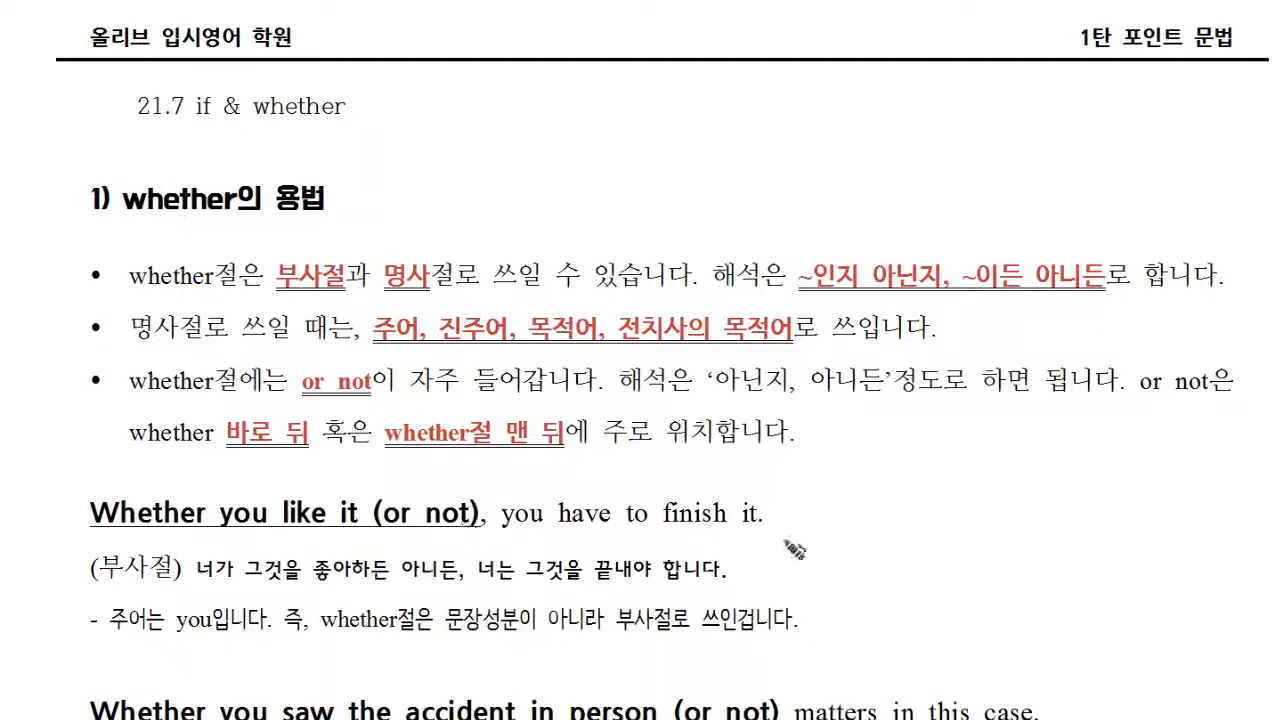 올리브 입시영어 학원
1탄 포인트 문법
21.7 if & whether
1) whether의 용법
• whether절은 부사절과 명사절로 쓰일 수 있습니다. 해석은 ~인지 아닌지, ~이든 아니든로 합니다.
• 명사절로 쓰일 때는, 주어, 진주어, 목적어, 전치사의 목적어로 쓰입니다.
• whether절에는 or not이 자주 들어갑니다. 해석은 ‘아닌지, 아니든’정도로 하면 됩니다. or not은
whether 바로 뒤 혹은 whether절 맨 뒤에 주로 위치합니다.
Whether you like it (or not), you have to finish it.
(부사절) 너가 그것을 좋아하든 아니든, 너는 그것을 끝내야 합니다.
- 주어는 you입니다. 즉, whether절은 문장성분이 아니라 부사절로 쓰인겁니다.
Whether you saw the accident in person (or not) matters in this case.